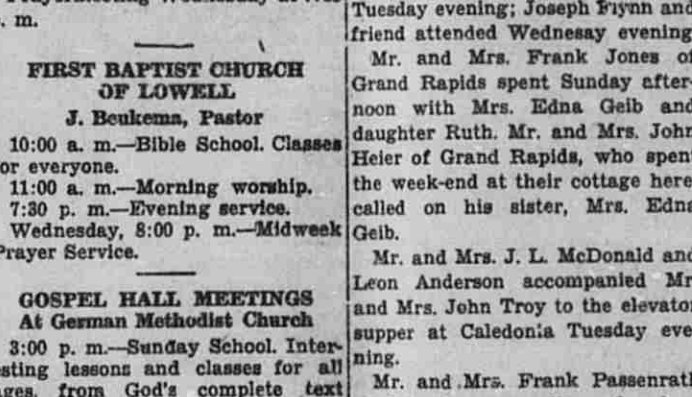 . m.
FIRST BAPTIST CHURCH
OF LOWELL
J. Beukema, Pastor
10:00 a. m.—Bible School. Classes
or everyone.
11:00 a. m.—Morning worship.
7:30 p. m.—Evening service.
Wednesday, 8:00 p. m.—Midweek
Prayer Service.
GOSPEL HALL MEETINGS
At German Methodist Church
3:00 p. m.—Sunday School. Inter-
esting lessons and classes for all
ages, from God's complete text
Tuesday evening; Joseph Flynn and
friend attended Wednesay evening
Mr. and Mrs. Frank Jones of
Grand Rapids spent Sunday after-
noon with Mrs. Edna Geib and
daughter Ruth. Mr. and Mrs. John
Heier of Grand Rapids, who spent
the week-end at their cottage here
called on his sister, Mrs. Edna
Geib.
Mr. and Mrs. J. L. McDonald and
Leon Anderson accompanied Mr
and Mrs. John Troy to the elevator
supper at Caledonia Tuesday eve
ning.
Mr. and Mrs. Frank Passenrath